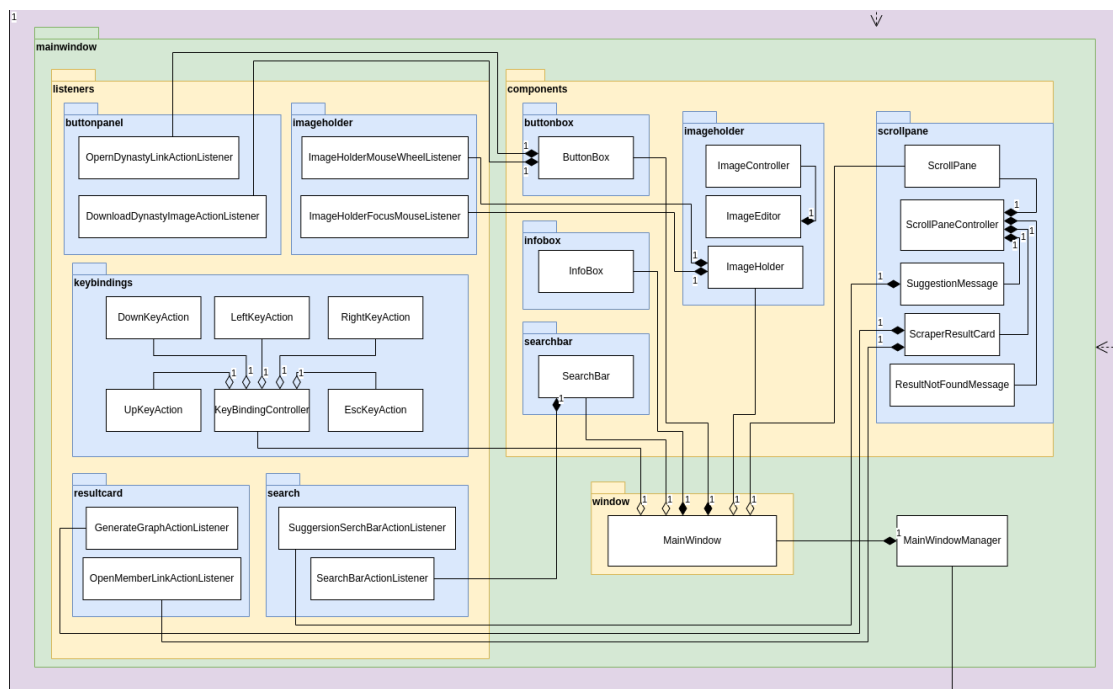 1
mainwindow
listeners
buttonpanel
OpernDynastyLinkActionListener
DownloadDynastyImageActionListener
imageholder
ImageHolderMouseWheelListener
ImageHolderFocusMouseListener
keybindings
DownKeyAction
LeftKeyAction
RightKeyAction
1
1
1
1
1
UpKeyAction
KeyBindingController
EscKeyAction
resultcard
GenerateGraphActionListener
OpenMemberLinkActionListener
search
SuggersionSerchBarActionListener
SearchBarActionListener
components
buttonbox
1
ButtonBox
1
infobox
InfoBox
searchbar
SearchBar
1
imageholder
ImageController
ImageEditor
1
1
ImageHolder
1
scrollpane
ScrollPane
1
1
1
1
ScrollPaneController
1
SuggestionMessage
1
ScraperResultCard
1
ResultNotFoundMessage
window
1
1
1
1
1
1
MainWindow
1
MainWindowManager